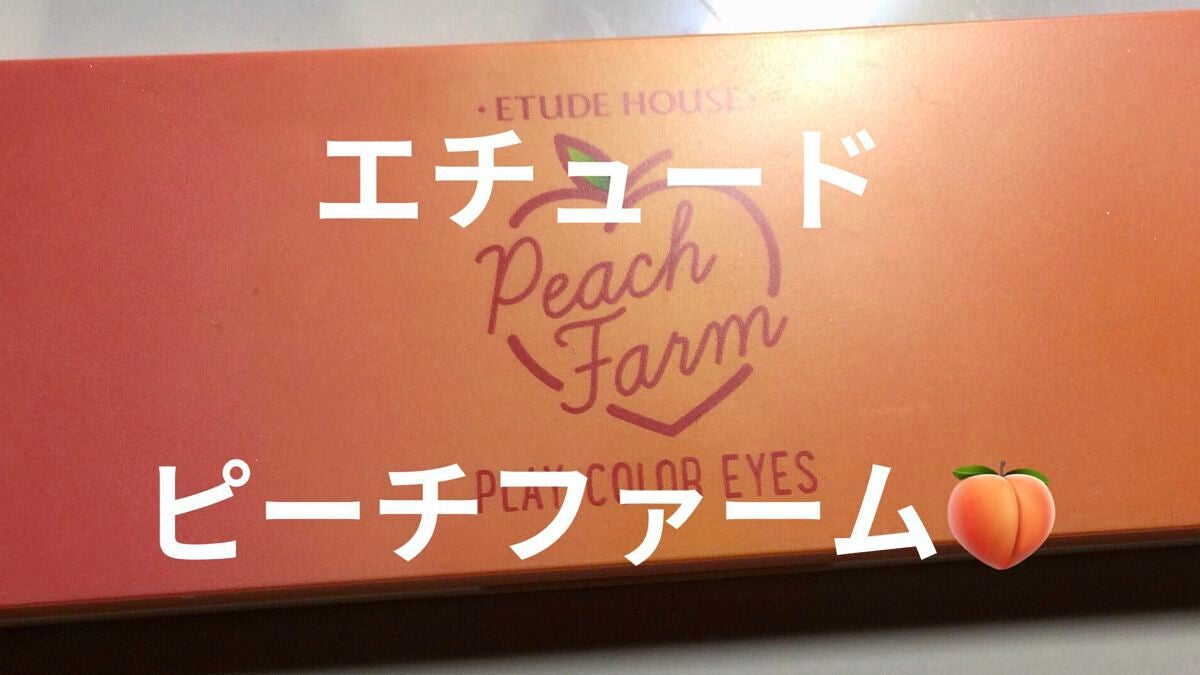 ・ETUDE HOUSE・
エチュード
Peach
Farm
PLAY COLOR EYES
ピーチファーム🍑